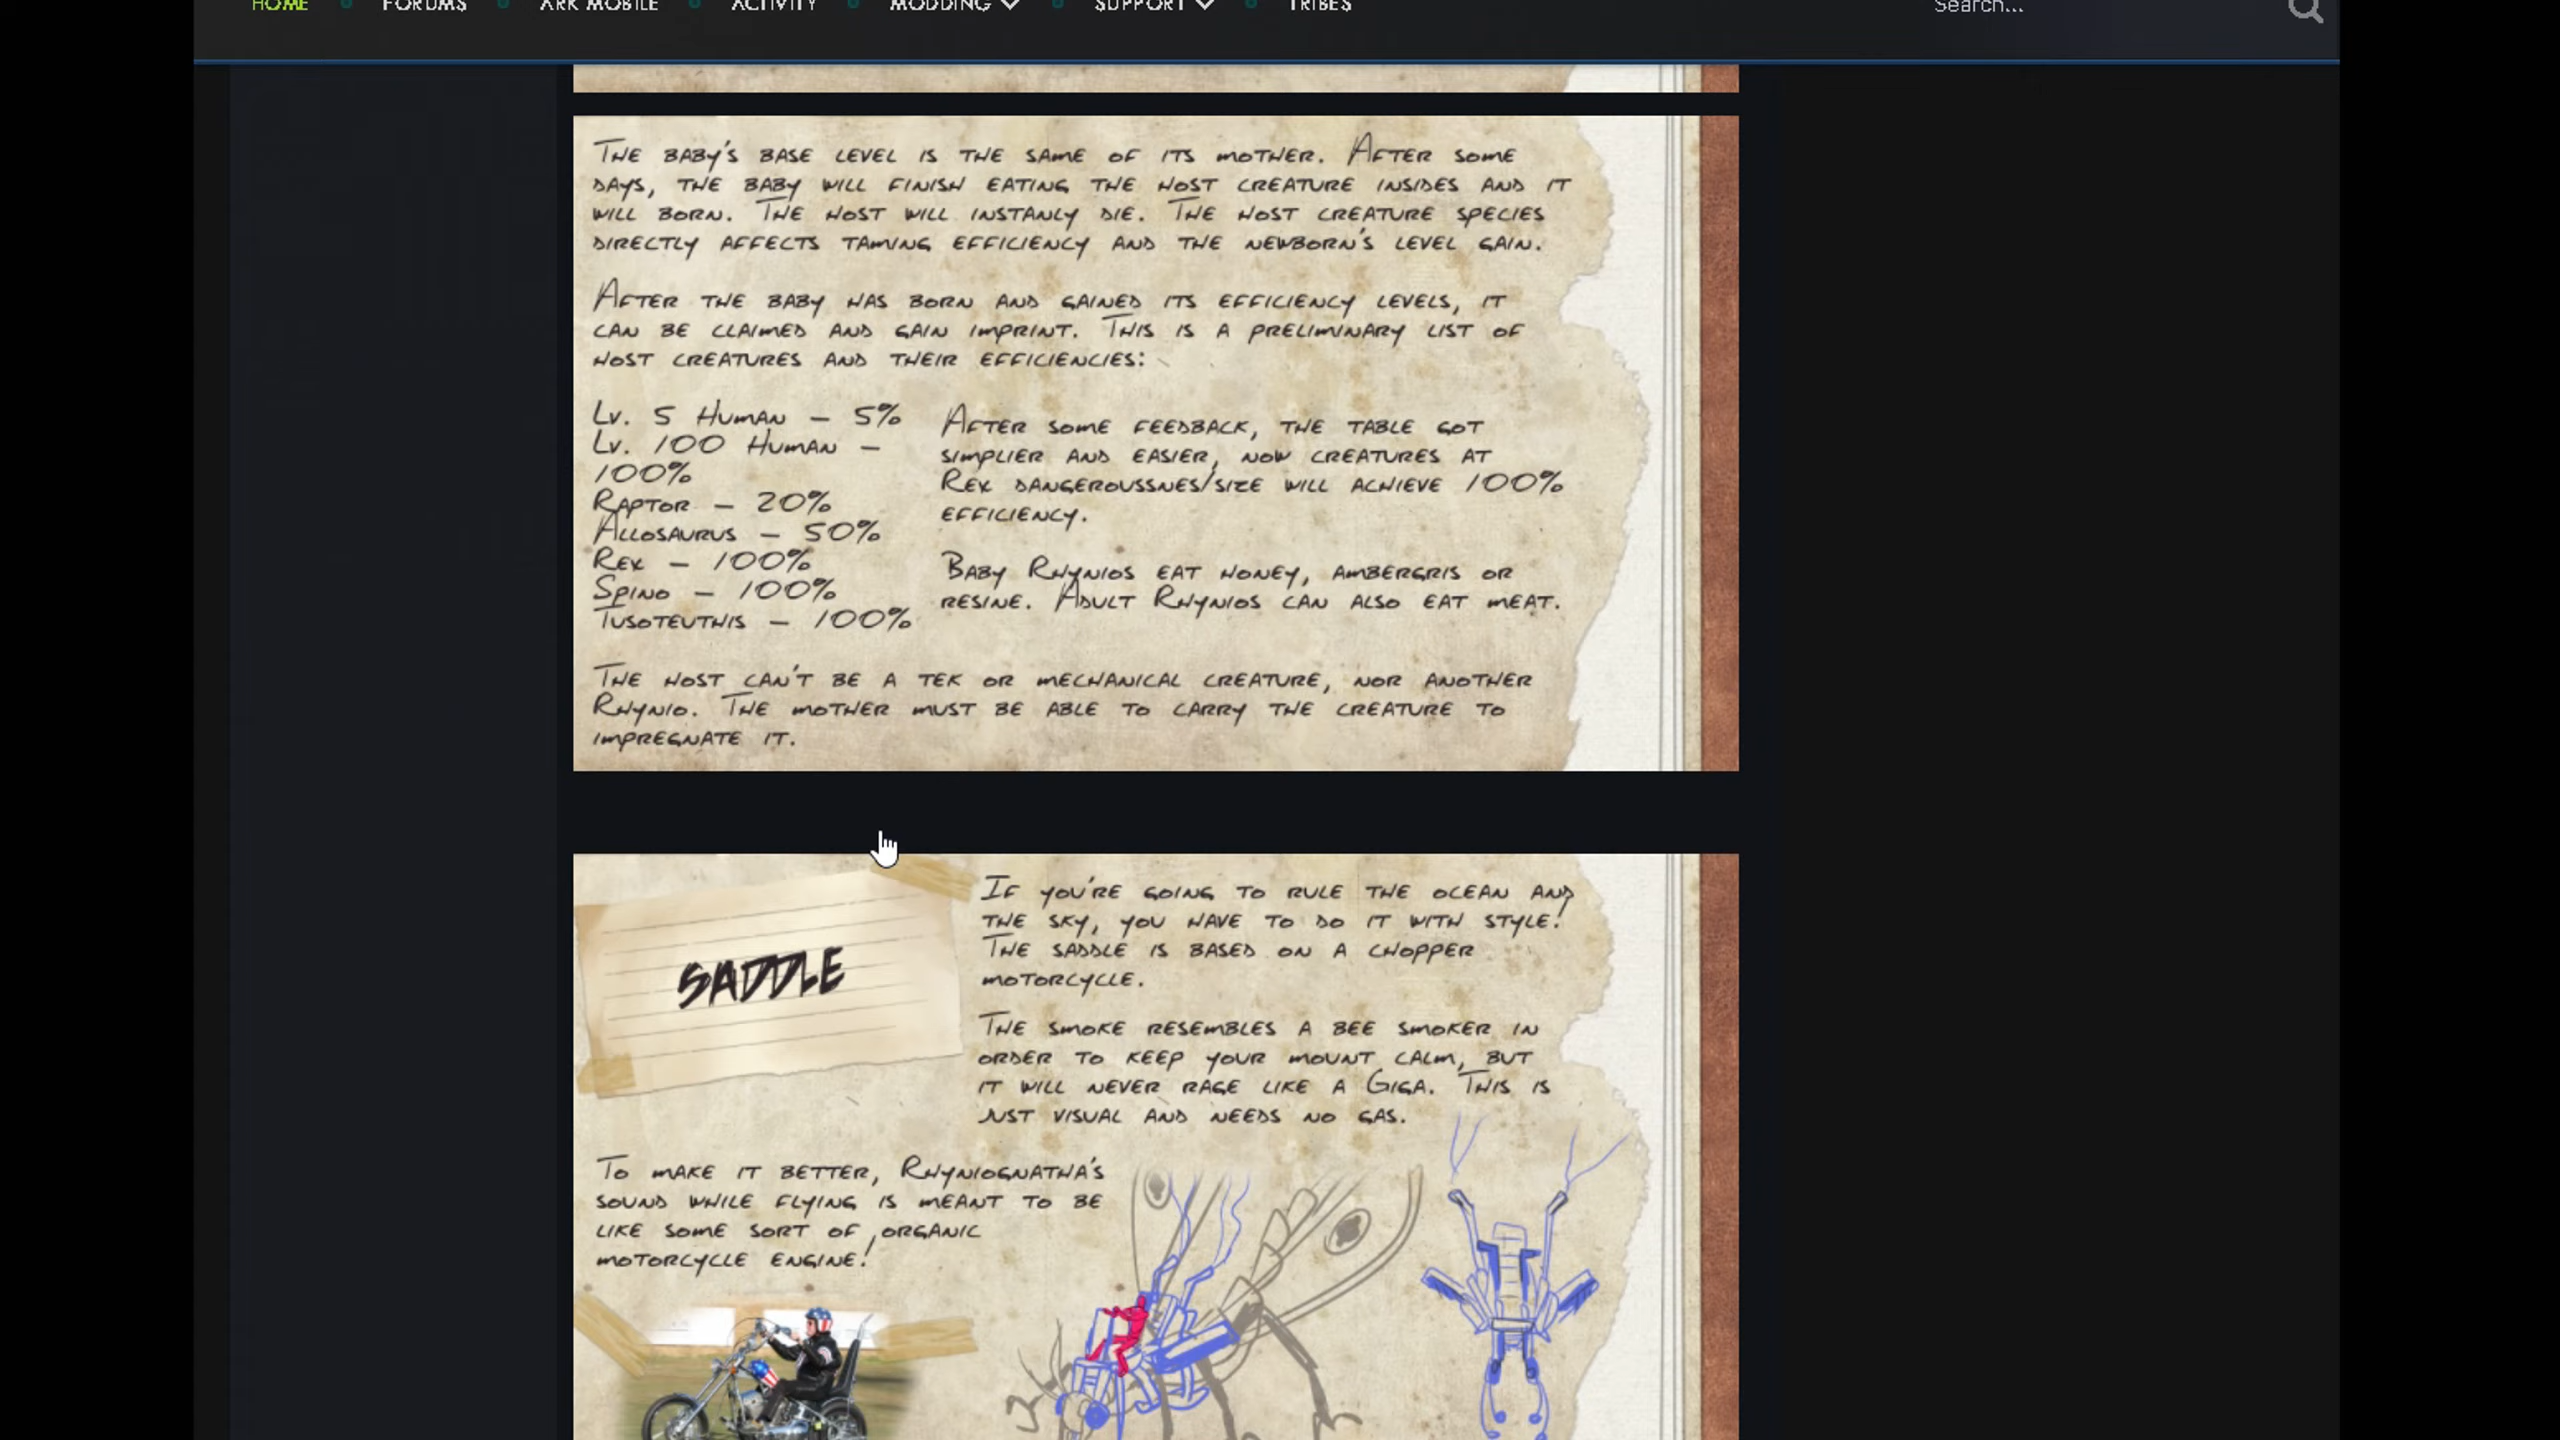 HOME
FORUMS
ARK MOBILE
ACTIVITY
MODDING
SUPPORT
TRIBES
Search...
The baby's base level is the same of its mother. After some
days, the baby will finish eating the host creature insides and it
will born. The host will instanly die. The host creature species
directly affects taming efficiency and the newborn's level gain.
After the baby has born and gained its efficiency levels, it
can be claimed and gain imprint. This is a preliminary list of
host creatures and their efficiencies:
Lv. 5 Human – 5%
Lv. 100 Human –
100%
Raptor – 20%
Allosaurus – 50%
Rex – 100%
Spino – 100%
Tusoteuthis – 100%
After some feedback, the table got
simplier and easier, now creatures at
Rex dangeroussnes/size will achieve 100%
efficiency.
Baby Rhynios eat honey, ambergris or
resine. Adult Rhynios can also eat meat.
The host can't be a tek or mechanical creature, nor another
Rhynio. The mother must be able to carry the creature to
impregnate it.
SADDLE
If you're going to rule the ocean and
the sky, you have to do it with style!
The saddle is based on a chopper
motorcycle.
The smoke resembles a bee smoker in
order to keep your mount calm, but
it will never rage like a Giga. This is
just visual and needs no gas.
To make it better, Rhyniognatha's
sound while flying is meant to be
like some sort of organic
motorcycle engine!